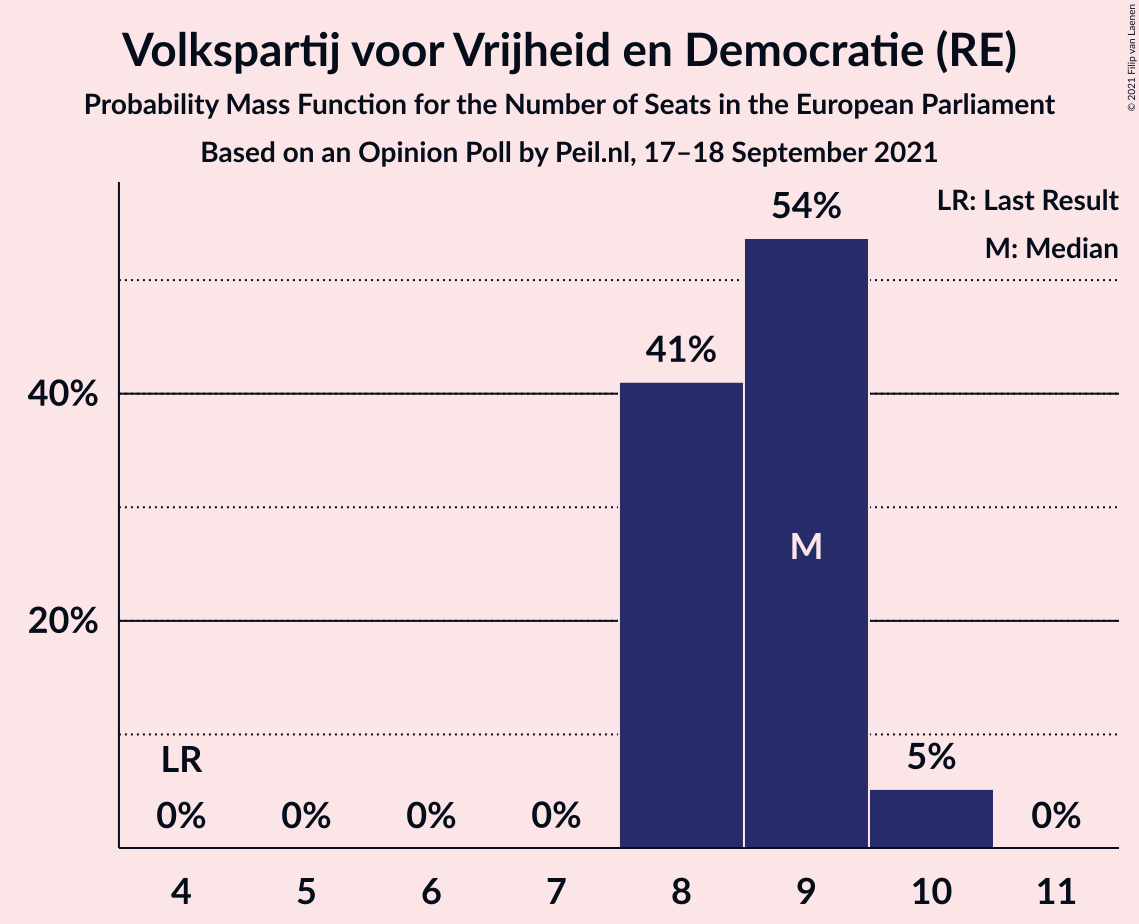 Volkspartij voor Vrijheid en Democratie (RE)
Probability Mass Function for the Number of Seats in the European Parliament
Based on an Opinion Poll by Peil.nl, 17–18 September 2021
© 2021 Filip van Laenen
LR: Last Result
M: Median
54%
41%
40%
M
20%
LR
5%
0%
0%
0%
0%
0%
4
5
6
7
8
9
10
11